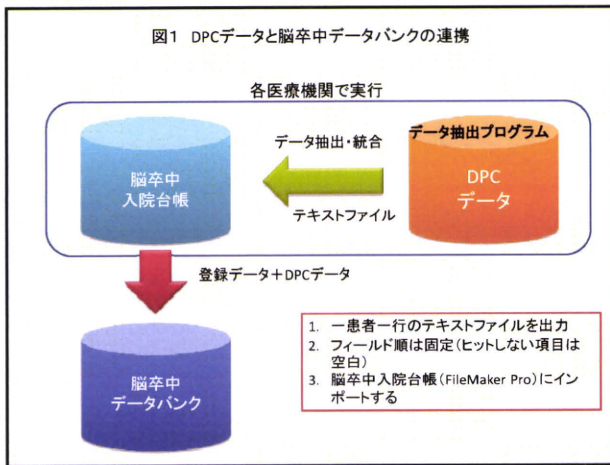 図1 DPCデータと脳卒中データバンクの連携
各医療機関で実行
脳卒中
入院台帳
データ抽出・統合
テキストファイル
データ抽出プログラム
DPC
データ
登録データ＋DPCデータ
脳卒中
データバンク
1. 一患者一行のテキストファイルを出力
2. フィールド順は固定（ヒットしない項目は
空白）
3. 脳卒中入院台帳（FileMaker Pro）にイン
ポートする